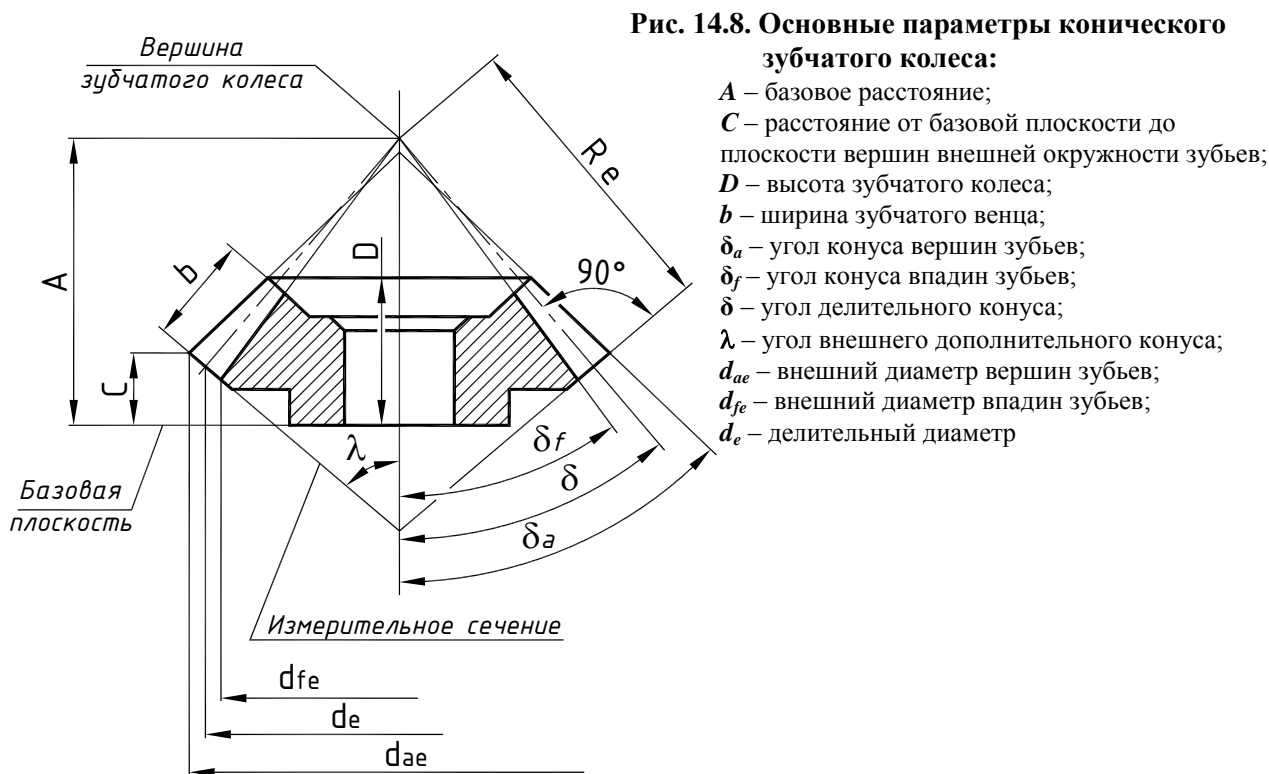 Рис. 14.8. Основные параметры конического
зубчатого колеса:
A – базовое расстояние;
C – расстояние от базовой плоскости до
плоскости вершин внешней окружности зубьев;
D – высота зубчатого колеса;
b – ширина зубчатого венца;
δa – угол конуса вершин зубьев;
δf – угол конуса впадин зубьев;
δ – угол делительного конуса;
λ – угол внешнего дополнительного конуса;
dae – внешний диаметр вершин зубьев;
dfe – внешний диаметр впадин зубьев;
de – делительный диаметр
Вершина
зубчатого колеса
Re
A
b
D
90°
C
λ
δf
δ
δa
Базовая
плоскость
Измерительное сечение
dfe
de
dae